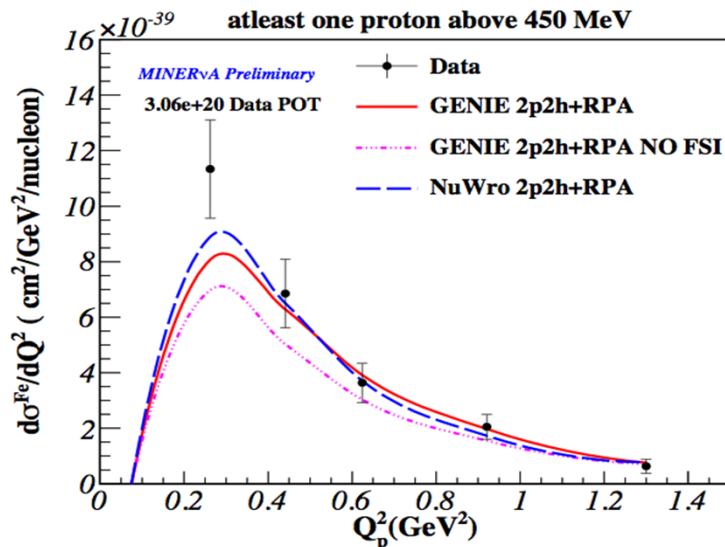 ×10⁻³⁹ atleast one proton above 450 MeV
MINERνA Preliminary
3.06e+20 Data POT
Data
GENIE 2p2h+RPA
GENIE 2p2h+RPA NO FSI
NuWro 2p2h+RPA
dσ^Fe/dQ² ( cm²/GeV²/nucleon)
16
14
12
10
8
6
4
2
0
0 0.2 0.4 0.6 0.8 1 1.2 1.4
Q²ₚ(GeV²)